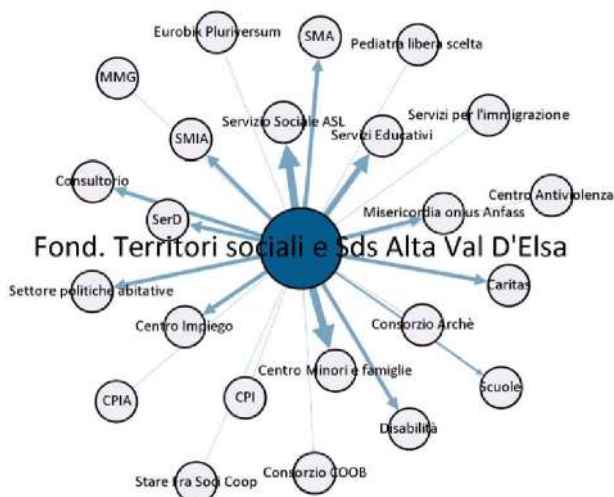 Eurobik Pluriversum
SMA
Pediatra libera scelta
MMG
Servizio Sociale ASL
Servizi per l'immigrazione
SMIA
Servizi Educativi
Consultorio
Centro Antiviolenza
SerD
Misericordia onlus Anfass
Fond. Territori sociali e Sds Alta Val D'Elsa
Settore politiche abitative
Caritas
Centro Impiego
Consorzio Archè
Centro Minori e famiglie
Scuole
CPIA
CPI
Disabilità
Stare Fra Soci Coop
Consorzio COOB